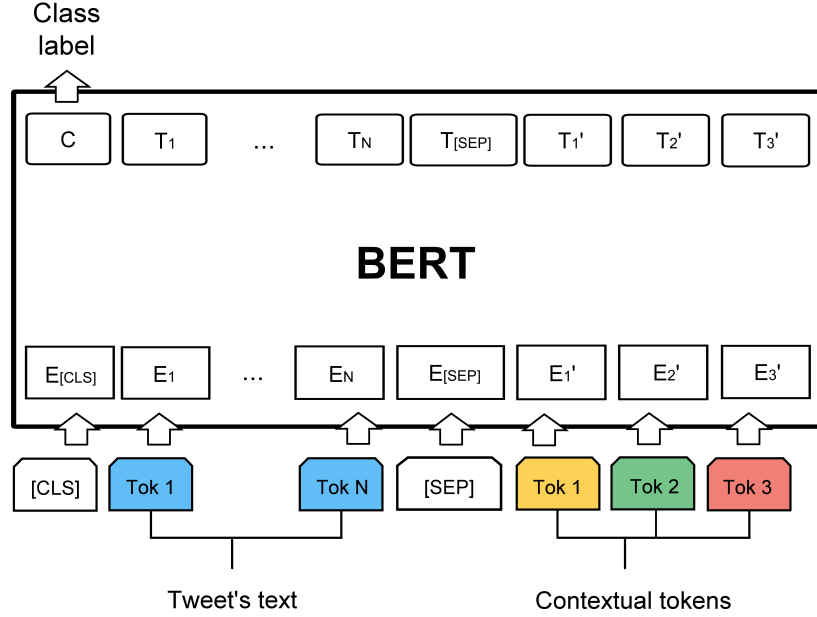 Class
label
C T1 ... TN T[SEP] T1' T2' T3'
BERT
E[CLS] E1 ... EN E[SEP] E1' E2' E3'
[CLS] Tok 1 Tok N [SEP] Tok 1 Tok 2 Tok 3
Tweet's text Contextual tokens